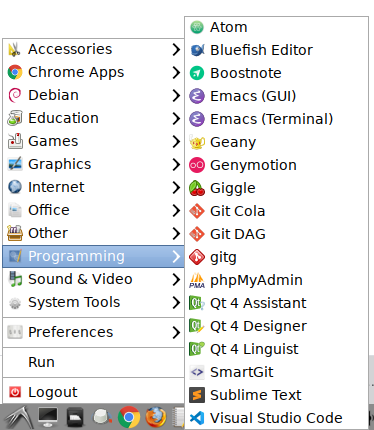 Accessories
Chrome Apps
Debian
Education
Games
Graphics
Internet
Office
Other
Programming
Sound & Video
System Tools
Preferences
Run
Logout
Atom
Bluefish Editor
Boostnote
Emacs (GUI)
Emacs (Terminal)
Geany
Genymotion
Giggle
Git Cola
Git DAG
gitg
PMA phpMyAdmin
Qt 4 Assistant
Qt 4 Designer
Qt 4 Linguist
SmartGit
Sublime Text
Visual Studio Code